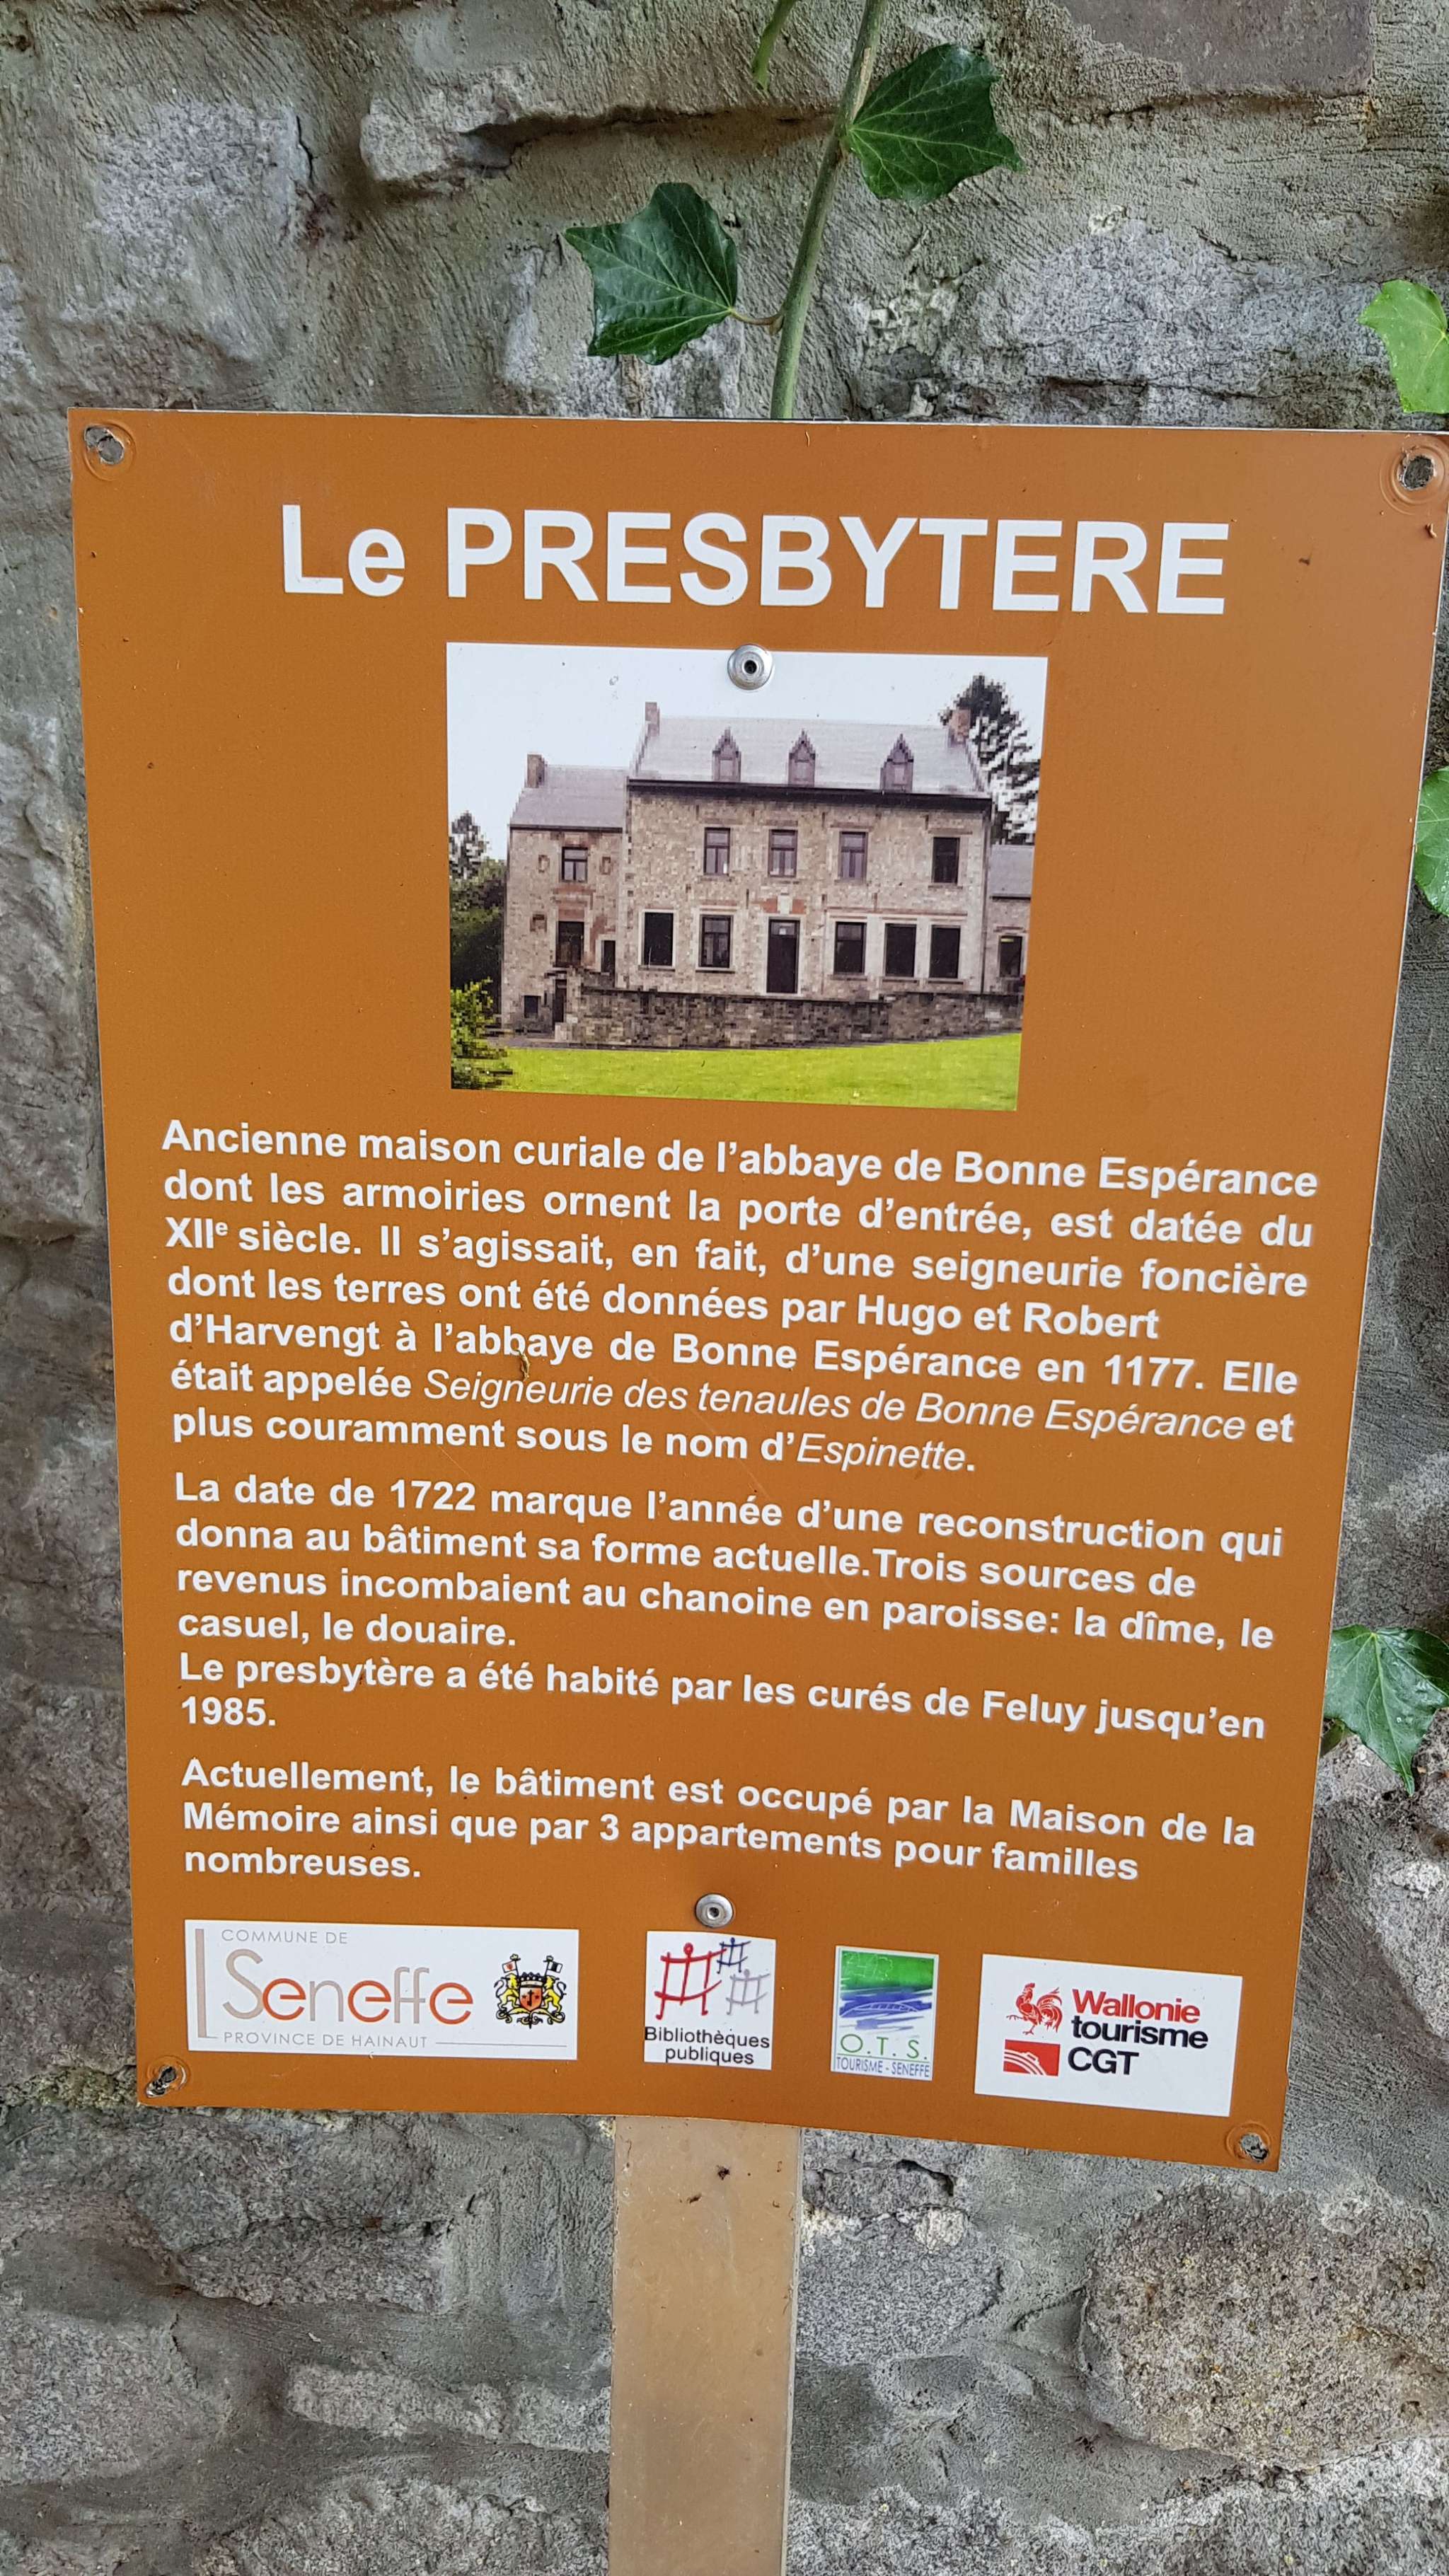 Le PRESBYTERE
Ancienne maison curiale de l'abbaye de Bonne Espérance
dont les armoiries ornent la porte d'entrée, est datée du
XIIe siècle. Il s'agissait, en fait, d'une seigneurie foncière
dont les terres ont été données par Hugo et Robert
d'Harvengt à l'abbaye de Bonne Espérance en 1177. Elle
était appelée Seigneurie des tenaules de Bonne Espérance et
plus couramment sous le nom d'Espinette.
La date de 1722 marque l'année d'une reconstruction qui
donna au bâtiment sa forme actuelle.Trois sources de
revenus incombaient au chanoine en paroisse: la dîme, le
casuel, le douaire.
Le presbytère a été habité par les curés de Feluy jusqu'en
1985.
Actuellement, le bâtiment est occupé par la Maison de la
Mémoire ainsi que par 3 appartements pour familles
nombreuses.
COMMUNE DE
Seneffe
PROVINCE DE HAINAUT
Bibliothèques
publiques
O.T.S.
TOURISME - SENEFFE
Wallonie
tourisme
CGT